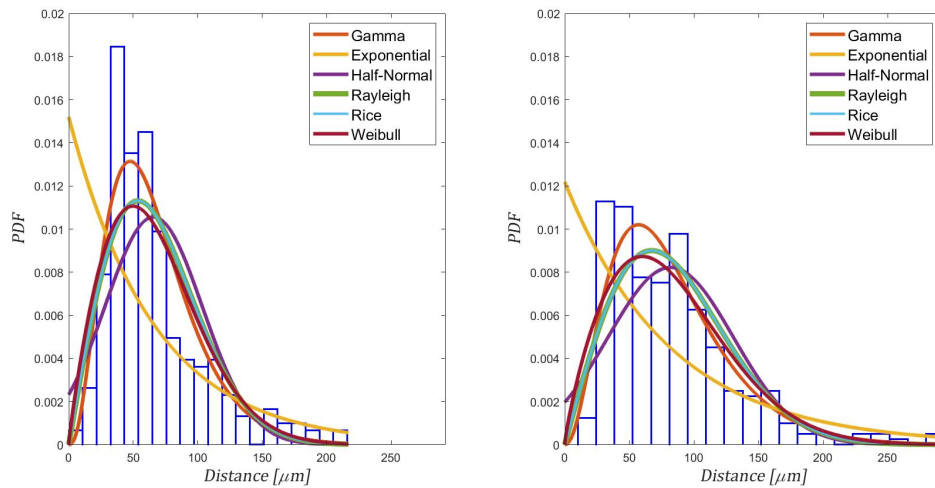 0.02
0.018
0.016
0.014
0.012
0.01
0.008
0.006
0.004
0.002
0
PDF
0 50 100 150 200 250
Distance [μm]
Gamma
Exponential
Half-Normal
Rayleigh
Rice
Weibull
0.02
0.018
0.016
0.014
0.012
0.01
0.008
0.006
0.004
0.002
0
PDF
0 50 100 150 200 250
Distance [μm]
Gamma
Exponential
Half-Normal
Rayleigh
Rice
Weibull